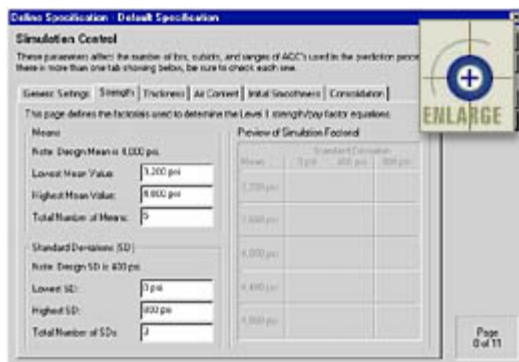 Define Specification - Default Specification
Simulation Control
These parameters affect the number of lots, sublots, and ranges of AQC's used in the prediction
there is more than one tab showing below, be sure to check each one.
General Settings Strength Thickness Air Content Initial Smoothness Consolidation
This page defines the factorials used to determine the Level 1 strength/pay factor equations.
Means
Note: Design Mean is 4,000 psi.
Lowest Mean Value: 3,200 psi
Highest Mean Value: 4,800 psi
Total Number of Means: 5
Standard Deviations (SD)
Note: Design SD is 400 psi
Lowest SD: 0 psi
Highest SD: 800 psi
Total Number of SDs: 3
Preview of Simulation Factorial
Standard Deviation
Mean 0 psi 400 psi 800 psi
3,200 psi
3,600 psi
4,000 psi
4,400 psi
4,800 psi
ENLARGE
Page
0 of 11